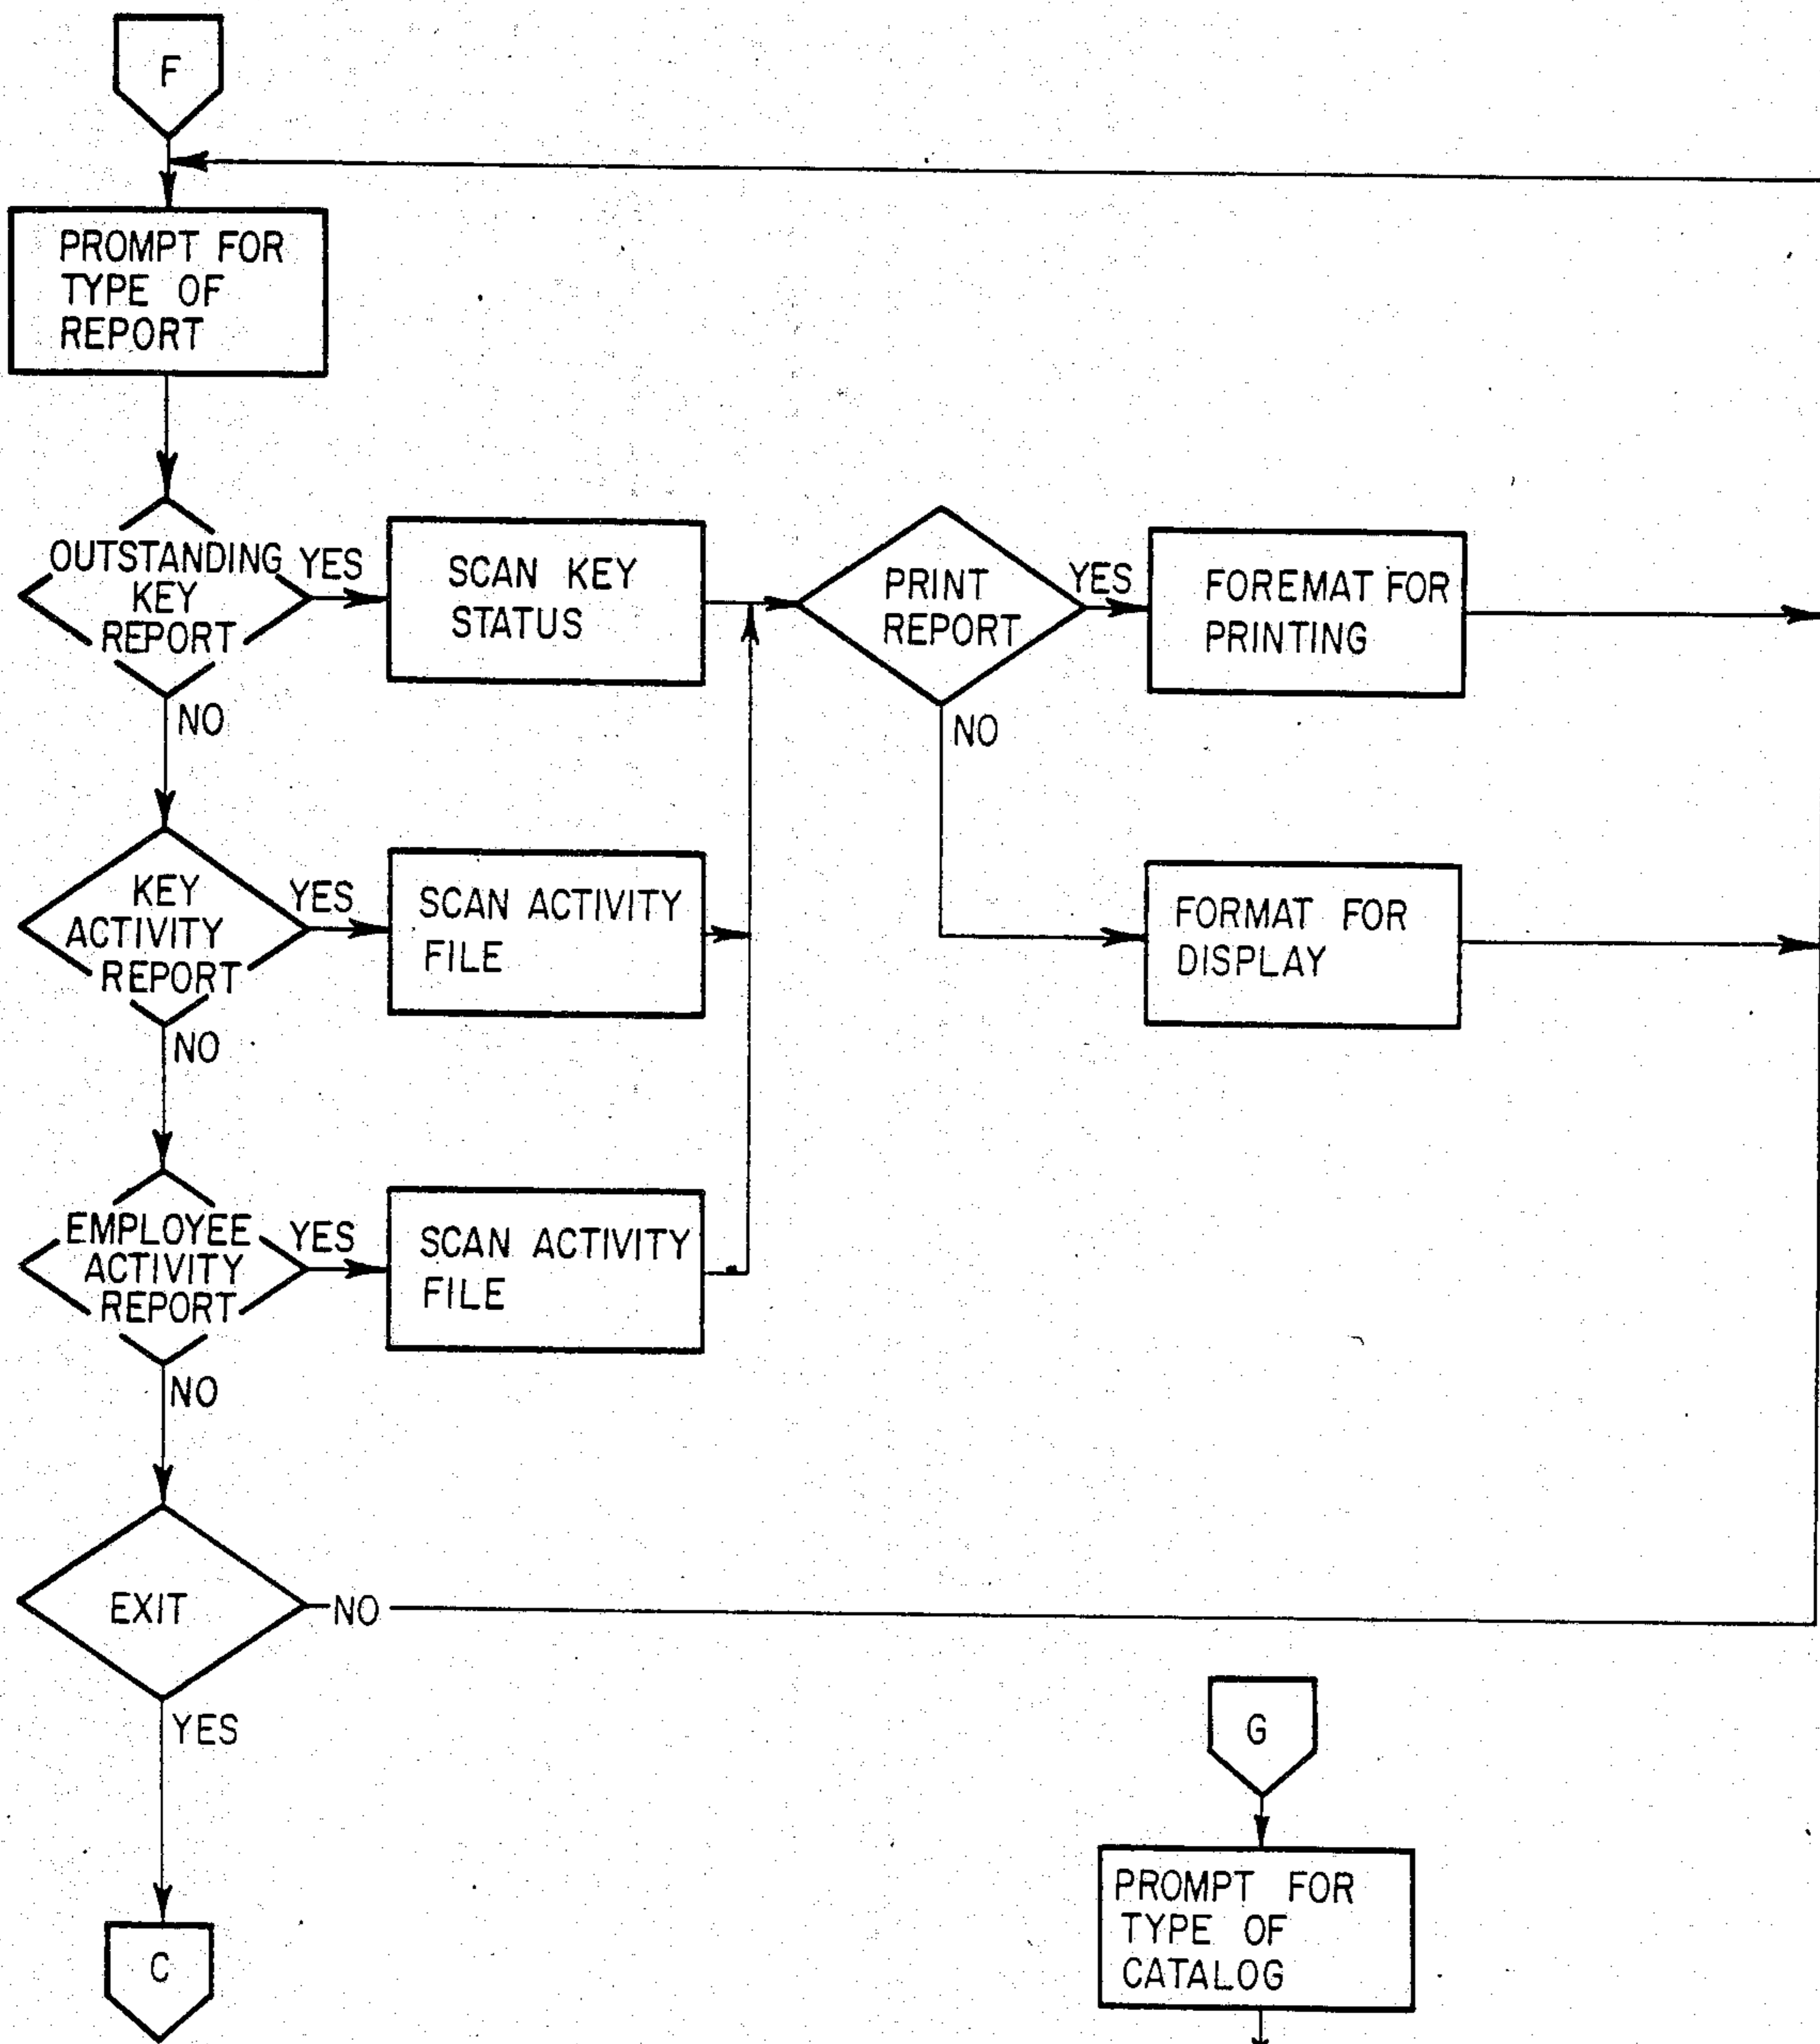 F
PROMPT FOR
TYPE OF
REPORT
OUTSTANDING
KEY
REPORT
YES
NO
SCAN KEY
STATUS
PRINT
REPORT
YES
NO
FOREMAT FOR
PRINTING
KEY
ACTIVITY
REPORT
YES
NO
SCAN ACTIVITY
FILE
FORMAT FOR
DISPLAY
EMPLOYEE
ACTIVITY
REPORT
YES
NO
SCAN ACTIVITY
FILE
EXIT
NO
YES
C
G
PROMPT FOR
TYPE OF
CATALOG